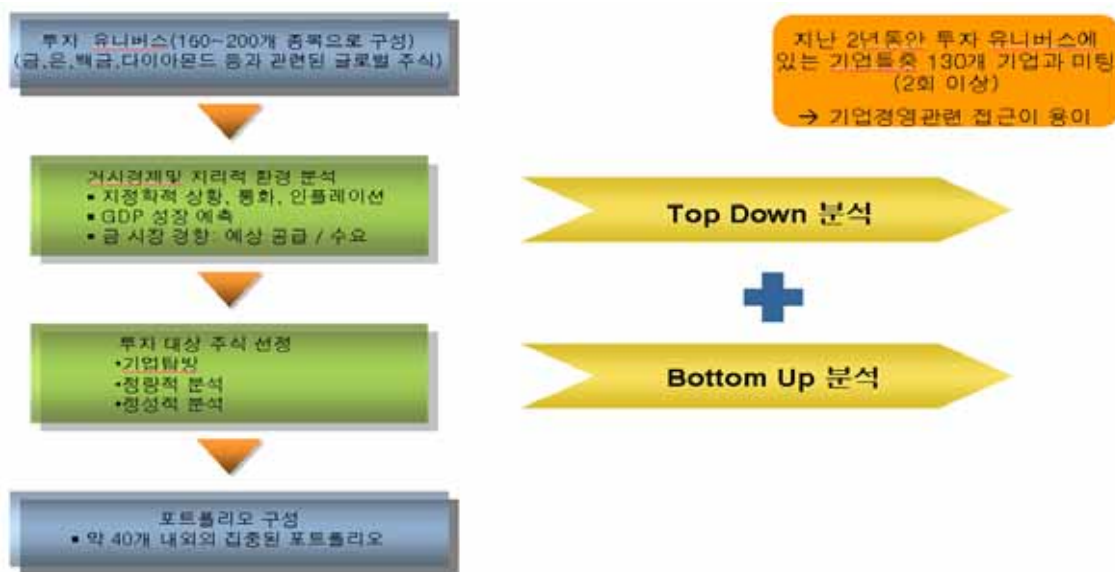 투자 유니버스(160~200개 종목으로 구성)
(금,은,백금,다이아몬드 등과 관련된 글로벌 주식)
지난 2년동안 투자 유니버스에
있는 기업들중 130개 기업과 미팅
(2회 이상)
→ 기업경영관련 접근이 용이
거시경제및 지리적 환경 분석
▪ 지정학적 상황, 통화, 인플레이션
▪ GDP 성장 예측
▪ 금 시장 경향: 예상 공급 / 수요
Top Down 분석
투자 대상 주식 선정
•기업탐방
•정량적 분석
•정성적 분석
Bottom Up 분석
포트폴리오 구성
▪ 약 40개 내외의 집중된 포트폴리오